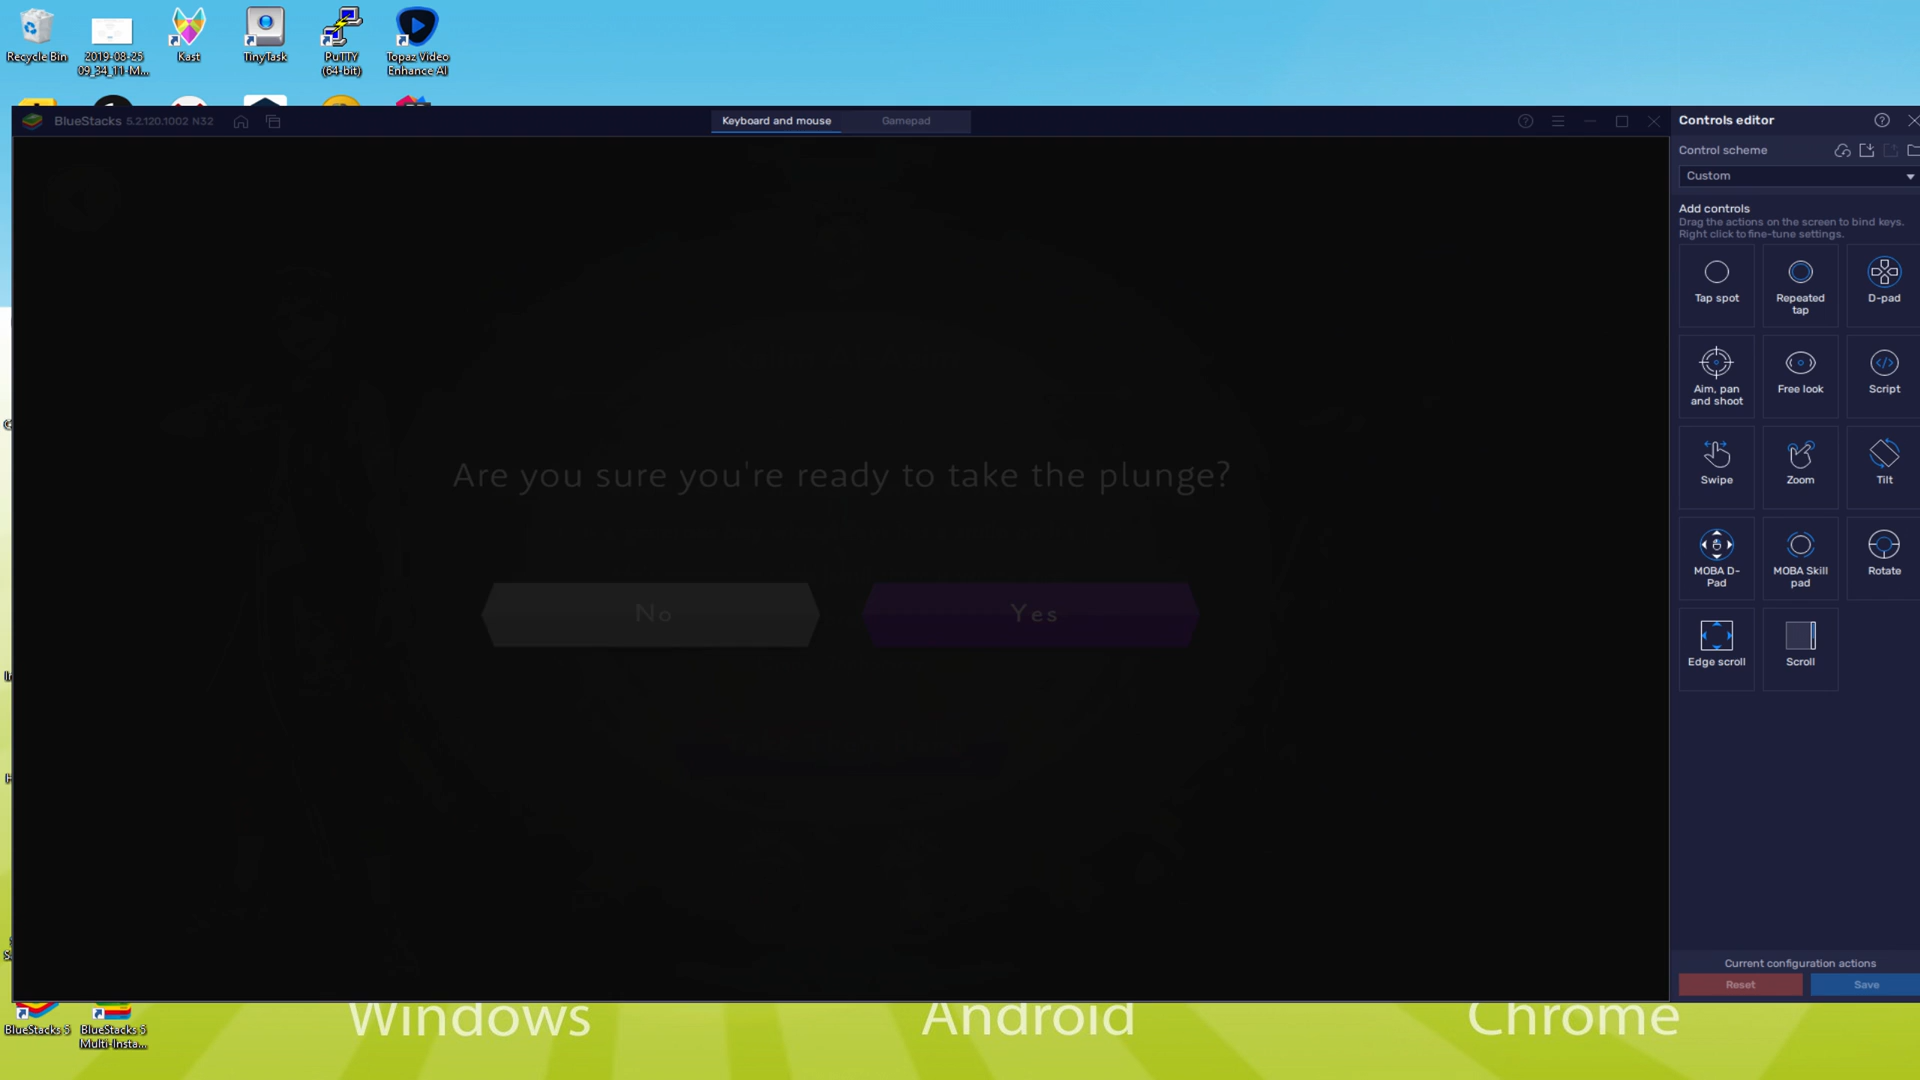 Recycle Bin
2019-08-25
09_34_11-M...
Kast
TinyTask
PuTTY
(64-bit)
Topaz Video
Enhance AI
BlueStacks 5.2.120.1002 N32
Keyboard and mouse
Gamepad
Controls editor
Control scheme
Custom
Add controls
Drag the actions on the screen to bind keys.
Right click to fine-tune settings.
Tap spot
Repeated
tap
D-pad
Aim, pan
and shoot
Free look
Script
Swipe
Zoom
Tilt
MOBA D-
Pad
MOBA Skill
pad
Rotate
Edge scroll
Scroll
Are you sure you're ready to take the plunge?
No
Yes
Current configuration actions
Reset
Save
BlueStacks 5
BlueStacks 5
Multi-Insta...
Windows
Android
Chrome